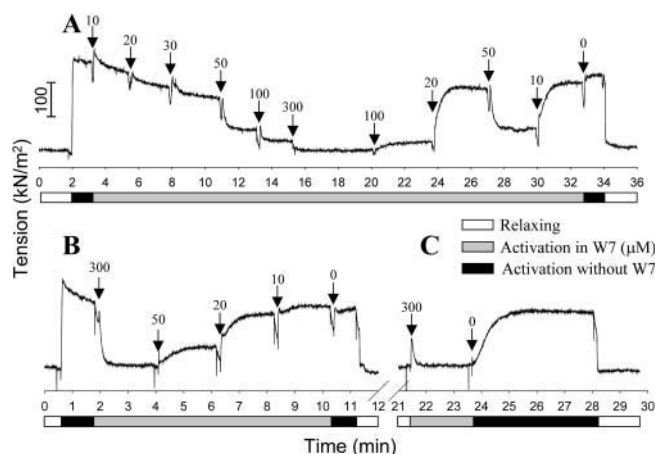 A
10
20
30
50
100
300
100
20
50
10
0
100
0 2 4 6 8 10 12 14 16 18 20 22 24 26 28 30 32 34 36
Tension (kN/m²)
Relaxing
Activation in W7 (μM)
Activation without W7
B
300
50
20
10
0
C
300
0
0 1 2 3 4 5 6 7 8 9 10 11 12
21 22 23 24 25 26 27 28 29 30
Time (min)